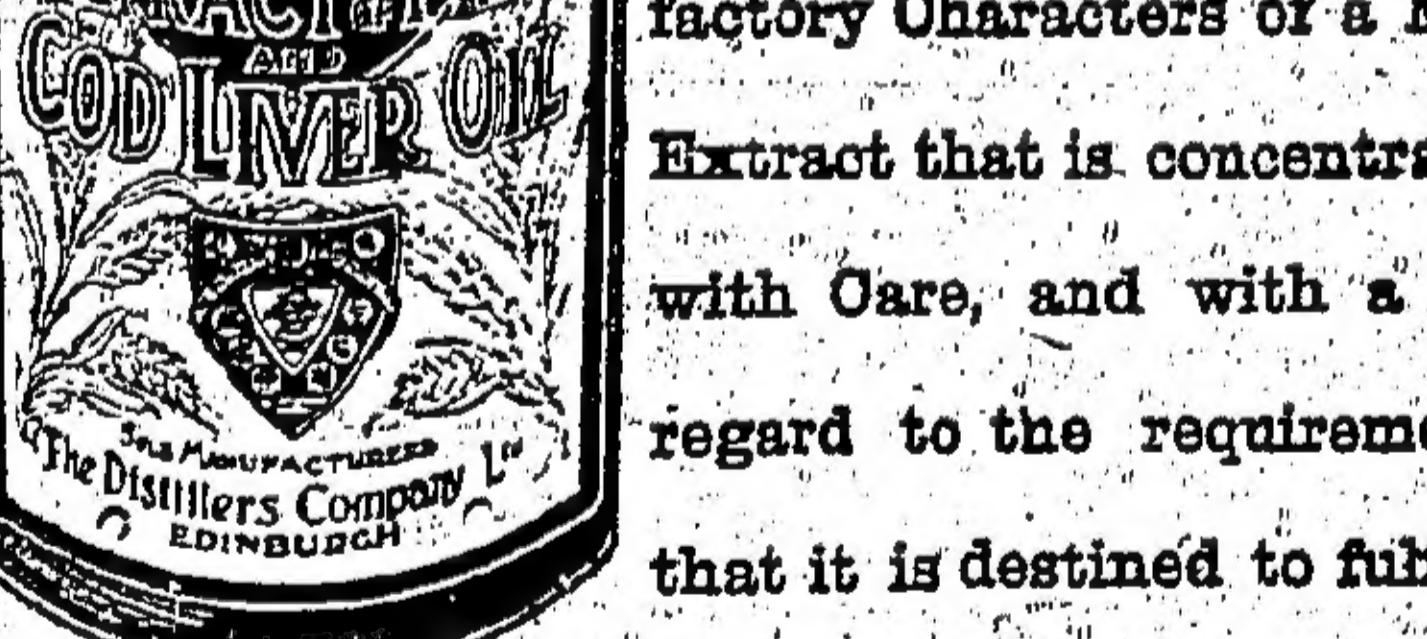 AND
COD LIVER OIL
SOLE MANUFACTURERS
The Distillers Company Ltd
EDINBURGH
factory Characters of a
Extract that is concentra
with Care, and with a
regard to the requireme
that it is destined to ful